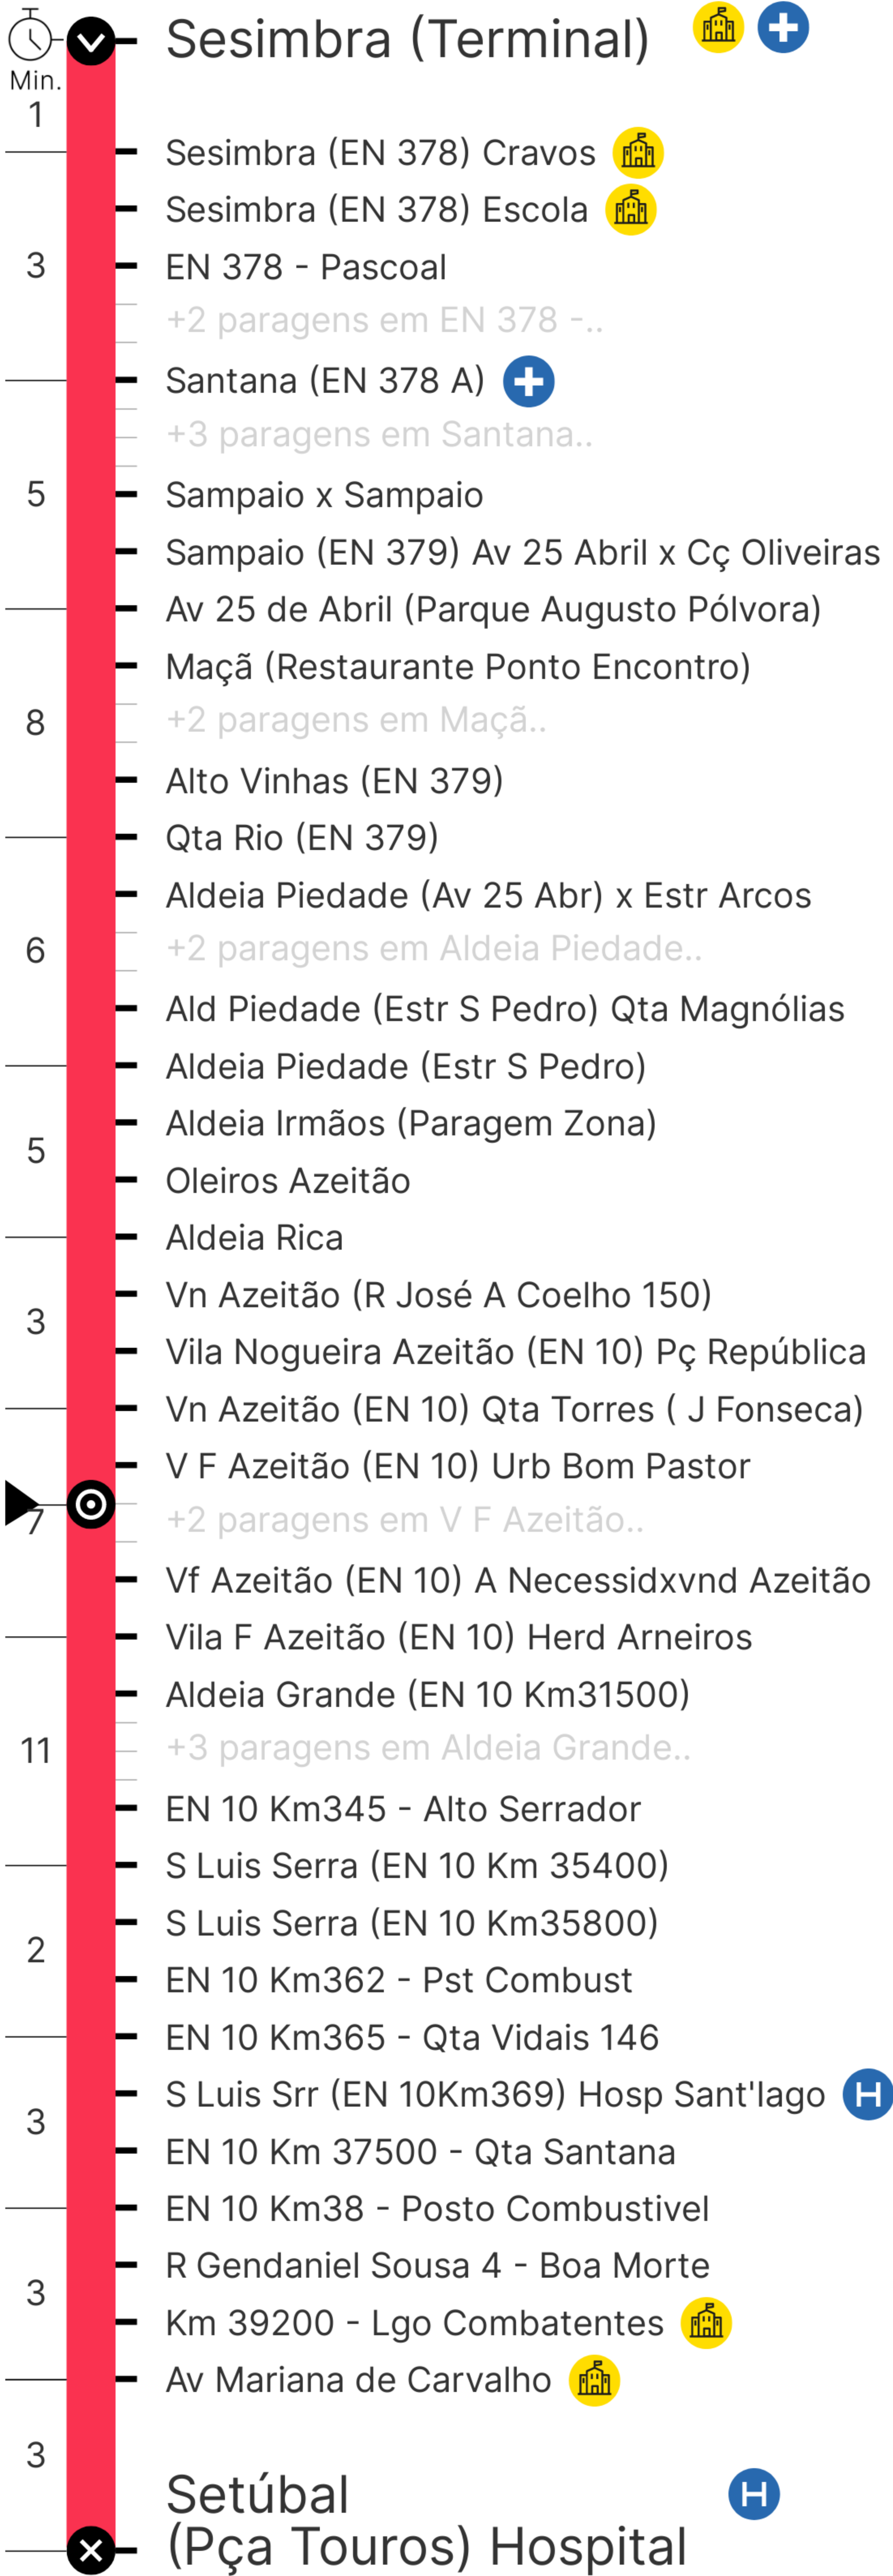 Sesimbra (Terminal)
Min.
1
Sesimbra (EN 378) Cravos
Sesimbra (EN 378) Escola
3
EN 378 - Pascoal
+2 paragens em EN 378 -..
Santana (EN 378 A)
+3 paragens em Santana..
5
Sampaio x Sampaio
Sampaio (EN 379) Av 25 Abril x Cç Oliveiras
Av 25 de Abril (Parque Augusto Pólvora)
Maçã (Restaurante Ponto Encontro)
8
+2 paragens em Maçã..
Alto Vinhas (EN 379)
Qta Rio (EN 379)
Aldeia Piedade (Av 25 Abr) x Estr Arcos
6
+2 paragens em Aldeia Piedade..
Ald Piedade (Estr S Pedro) Qta Magnólias
Aldeia Piedade (Estr S Pedro)
Aldeia Irmãos (Paragem Zona)
5
Oleiros Azeitão
Aldeia Rica
Vn Azeitão (R José A Coelho 150)
3
Vila Nogueira Azeitão (EN 10) Pç República
Vn Azeitão (EN 10) Qta Torres ( J Fonseca)
V F Azeitão (EN 10) Urb Bom Pastor
7
+2 paragens em V F Azeitão..
Vf Azeitão (EN 10) A Necessidxvnd Azeitão
Vila F Azeitão (EN 10) Herd Arneiros
Aldeia Grande (EN 10 Km31500)
11
+3 paragens em Aldeia Grande..
EN 10 Km345 - Alto Serrador
S Luis Serra (EN 10 Km 35400)
S Luis Serra (EN 10 Km35800)
2
EN 10 Km362 - Pst Combust
EN 10 Km365 - Qta Vidais 146
S Luis Srr (EN 10Km369) Hosp Sant'Iago H
3
EN 10 Km 37500 - Qta Santana
EN 10 Km38 - Posto Combustivel
R Gendaniel Sousa 4 - Boa Morte
3
Km 39200 - Lgo Combatentes
Av Mariana de Carvalho
3
Setúbal H
(Pça Touros) Hospital